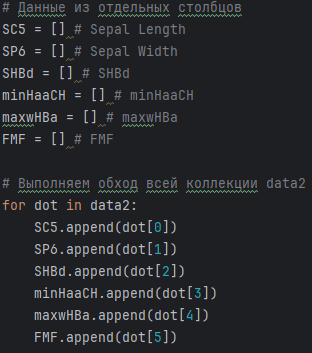 # Данные из отдельных столбцов
SC5 = [] # Sepal Length
SP6 = [] # Sepal Width
SHBd = [] # SHBd
minHaaCH = [] # minHaaCH
maxwHBa = [] # maxwHBa
FMF = [] # FMF
# Выполняем обход всей коллекции data2
for dot in data2:
SC5.append(dot[0])
SP6.append(dot[1])
SHBd.append(dot[2])
minHaaCH.append(dot[3])
maxwHBa.append(dot[4])
FMF.append(dot[5])